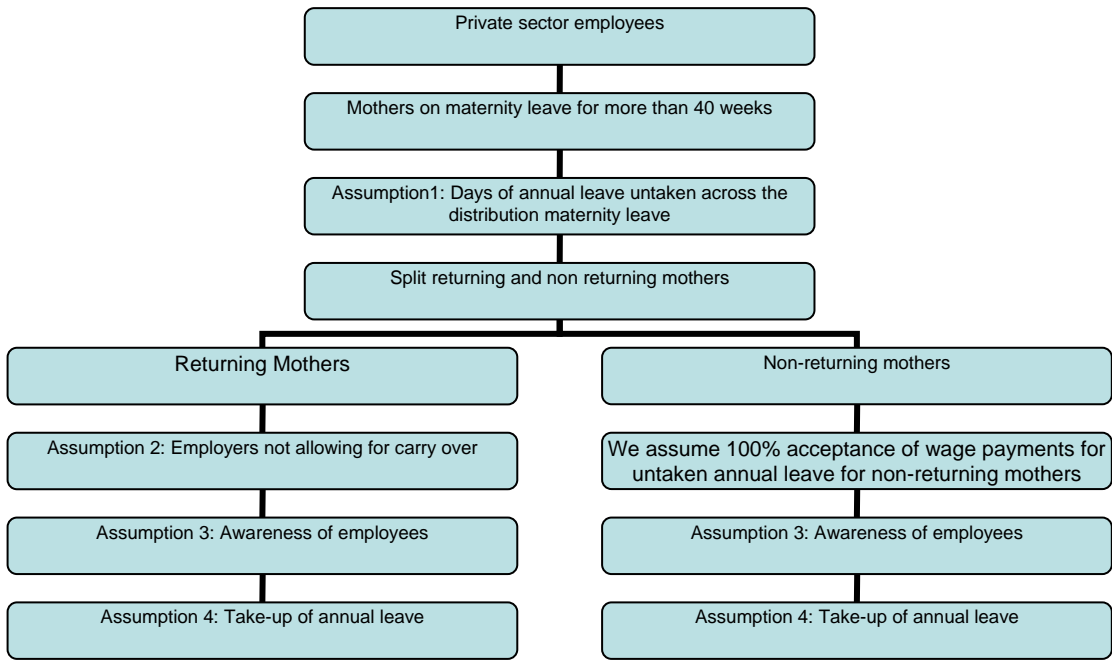 Private sector employees
Mothers on maternity leave for more than 40 weeks
Assumption1: Days of annual leave untaken across the
distribution maternity leave
Split returning and non returning mothers
Returning Mothers
Non-returning mothers
Assumption 2: Employers not allowing for carry over
We assume 100% acceptance of wage payments for
untaken annual leave for non-returning mothers
Assumption 3: Awareness of employees
Assumption 3: Awareness of employees
Assumption 4: Take-up of annual leave
Assumption 4: Take-up of annual leave